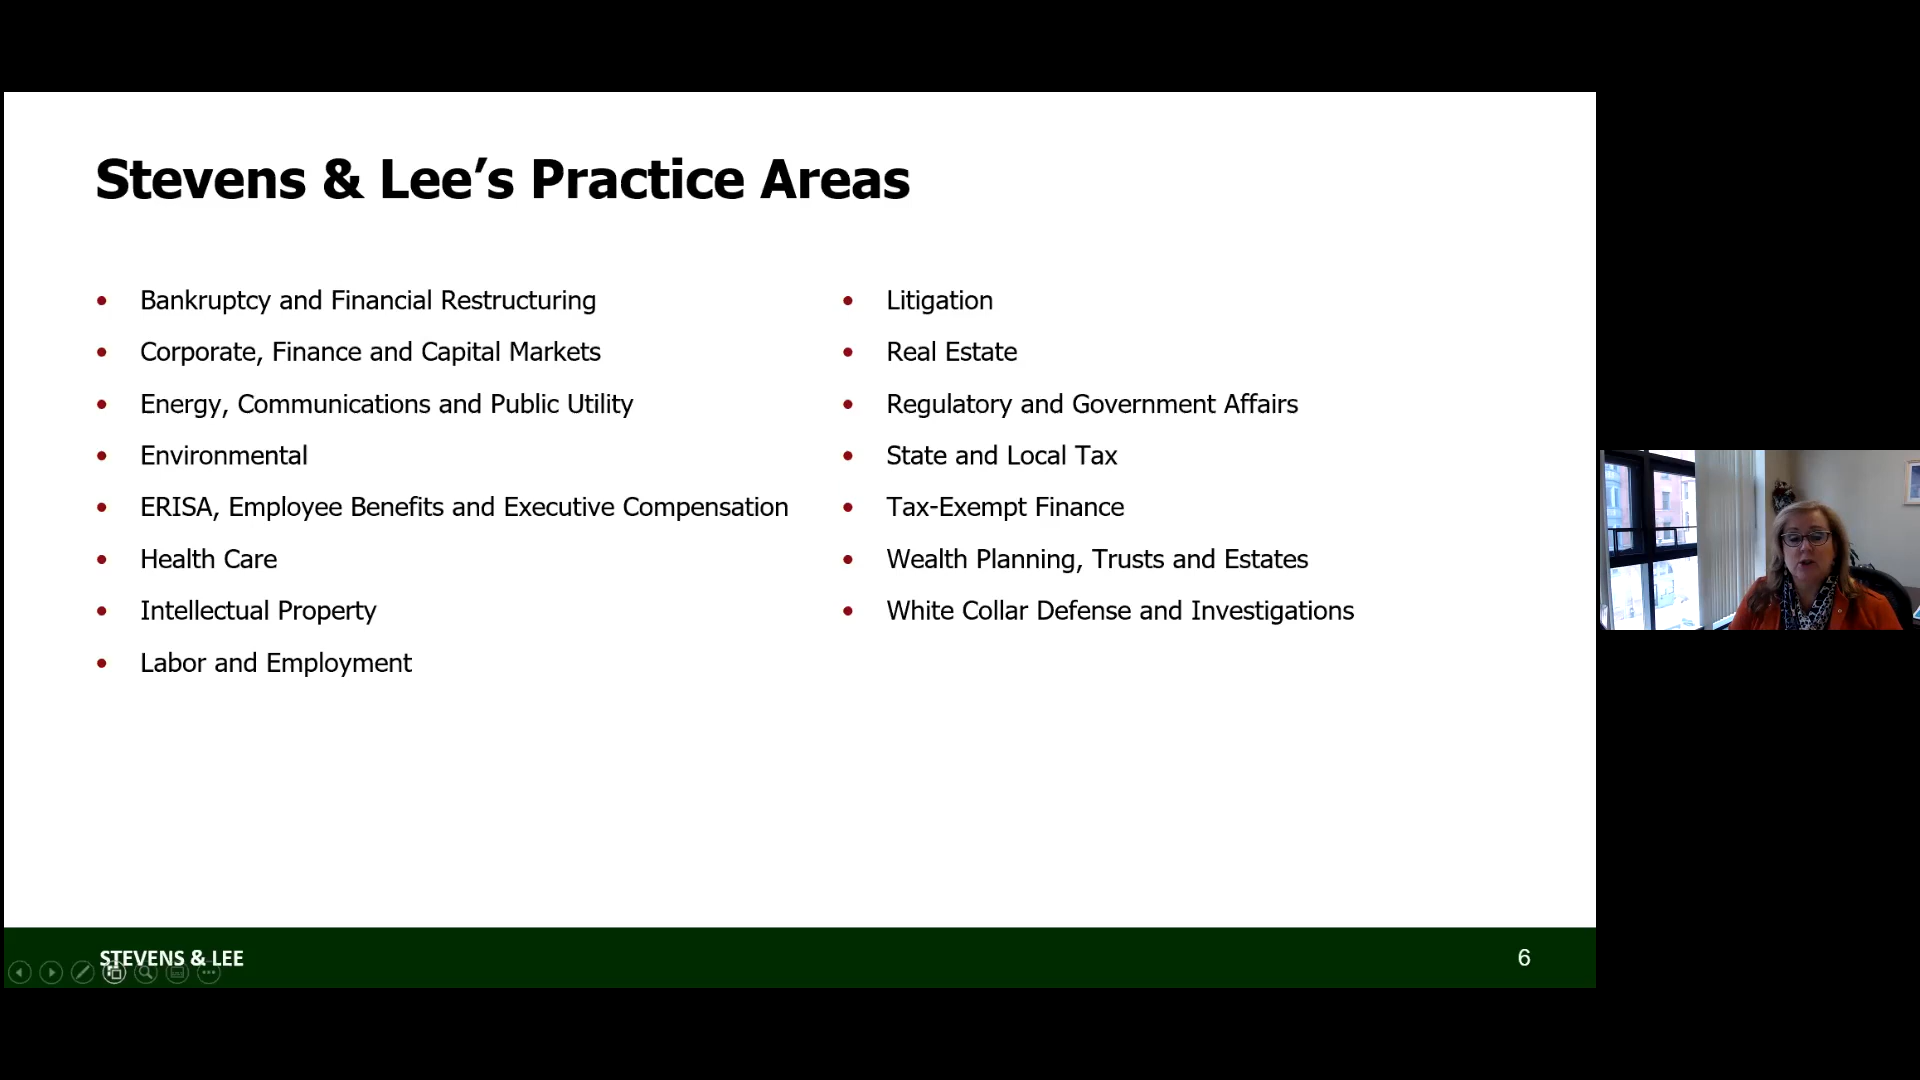 Stevens & Lee’s Practice Areas
• Bankruptcy and Financial Restructuring
• Corporate, Finance and Capital Markets
• Energy, Communications and Public Utility
• Environmental
• ERISA, Employee Benefits and Executive Compensation
• Health Care
• Intellectual Property
• Labor and Employment
• Litigation
• Real Estate
• Regulatory and Government Affairs
• State and Local Tax
• Tax-Exempt Finance
• Wealth Planning, Trusts and Estates
• White Collar Defense and Investigations
STEVENS & LEE
6